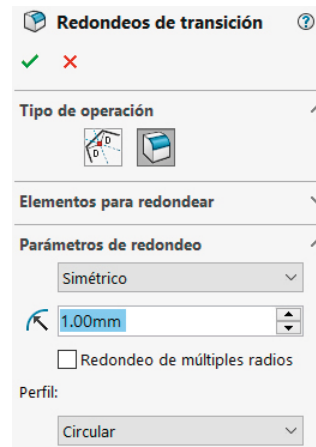 Redondeos de transición
Tipo de operación
D D
Elementos para redondear
Parámetros de redondeo
Simétrico
1.00mm
Redondeo de múltiples radios
Perfil:
Circular